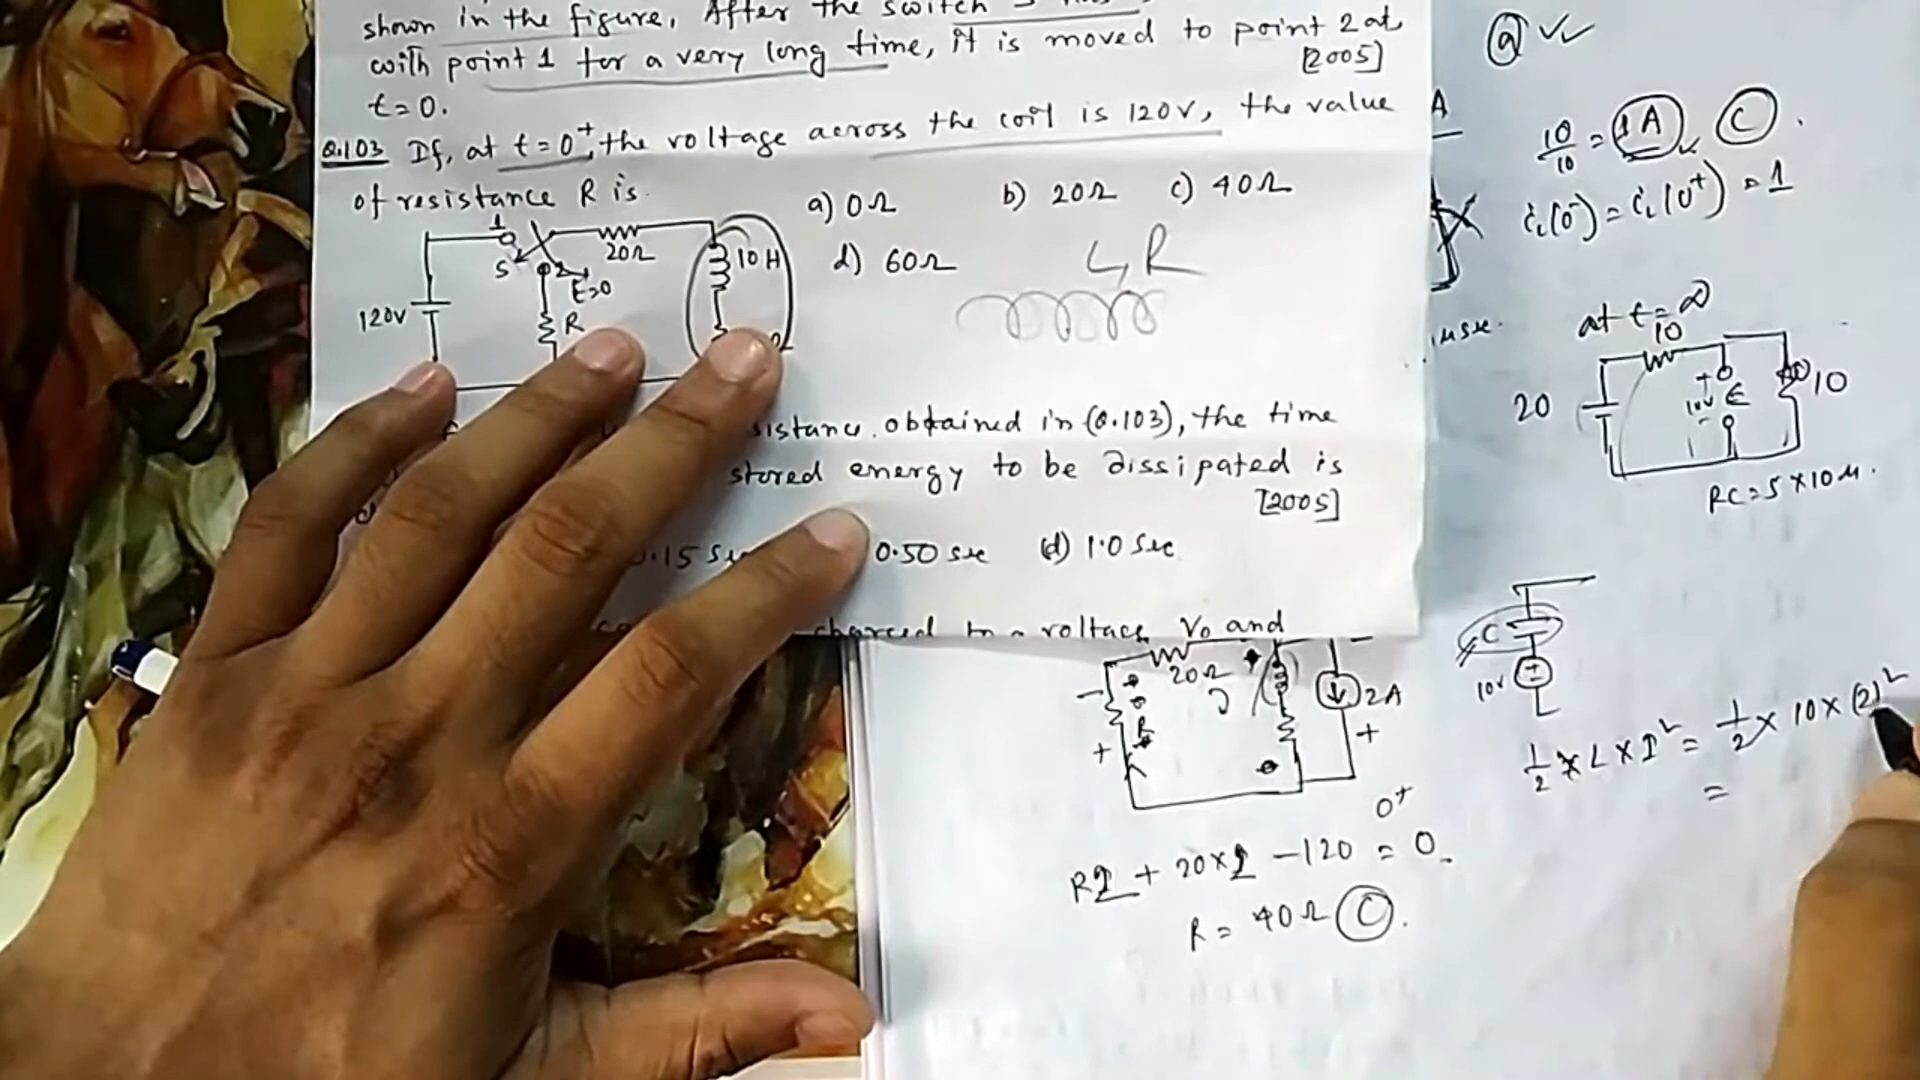 shown in the figure, After the switch
with point 1 for a very long time, it is moved to point 2 at
t=0.
[2005]
Q.103 If, at t=0⁺, the voltage across the coil is 120V, the value
of resistance R is.
a) 0Ω
b) 20Ω
c) 40Ω
d) 60Ω
1
S
2
20Ω
10 H
120V
R
L, R
istance obtained in (Q.103), the time
stored energy to be dissipated is
[2005]
0.50 sec (d) 1.0 sec
charged to a voltage V₀ and
20Ω
2A
0⁺
R2 + 20×2 -120 = 0
R = 40Ω (C).
(a)
A
10/10 = 1A, (C).
i_L(0⁻) = i_L(0⁺) = 1
μsec.
at t=∞
10
20
10V
10
RC=5×10μ.
C
10V
1/2 × L × I² = 1/2 × 10 × (2)²
=